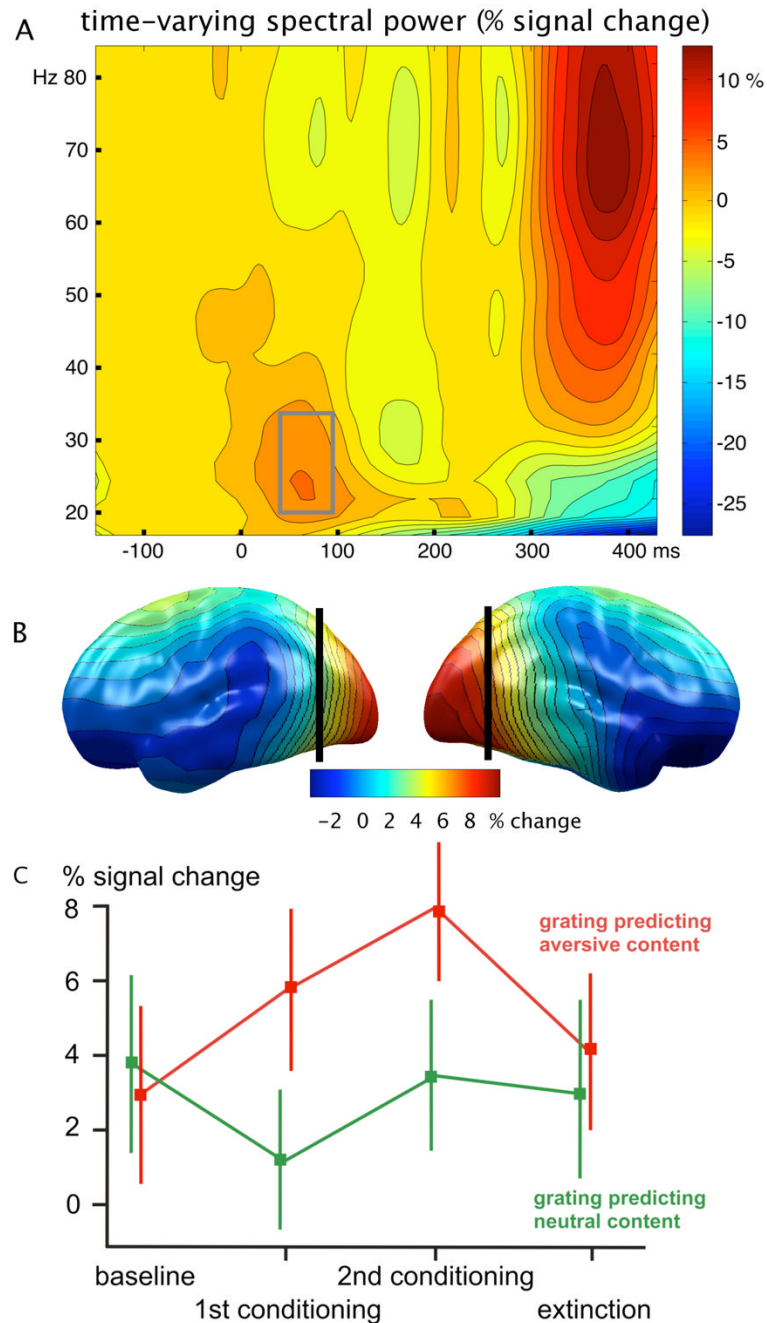 A time-varying spectral power (% signal change)
Hz 80
70
60
50
40
30
20
-100 0 100 200 300 400 ms
10 %
5
0
-5
-10
-15
-20
-25
B
-2 0 2 4 6 8 % change
C % signal change
8
6
4
2
0
grating predicting
aversive content
grating predicting
neutral content
baseline 2nd conditioning
1st conditioning extinction